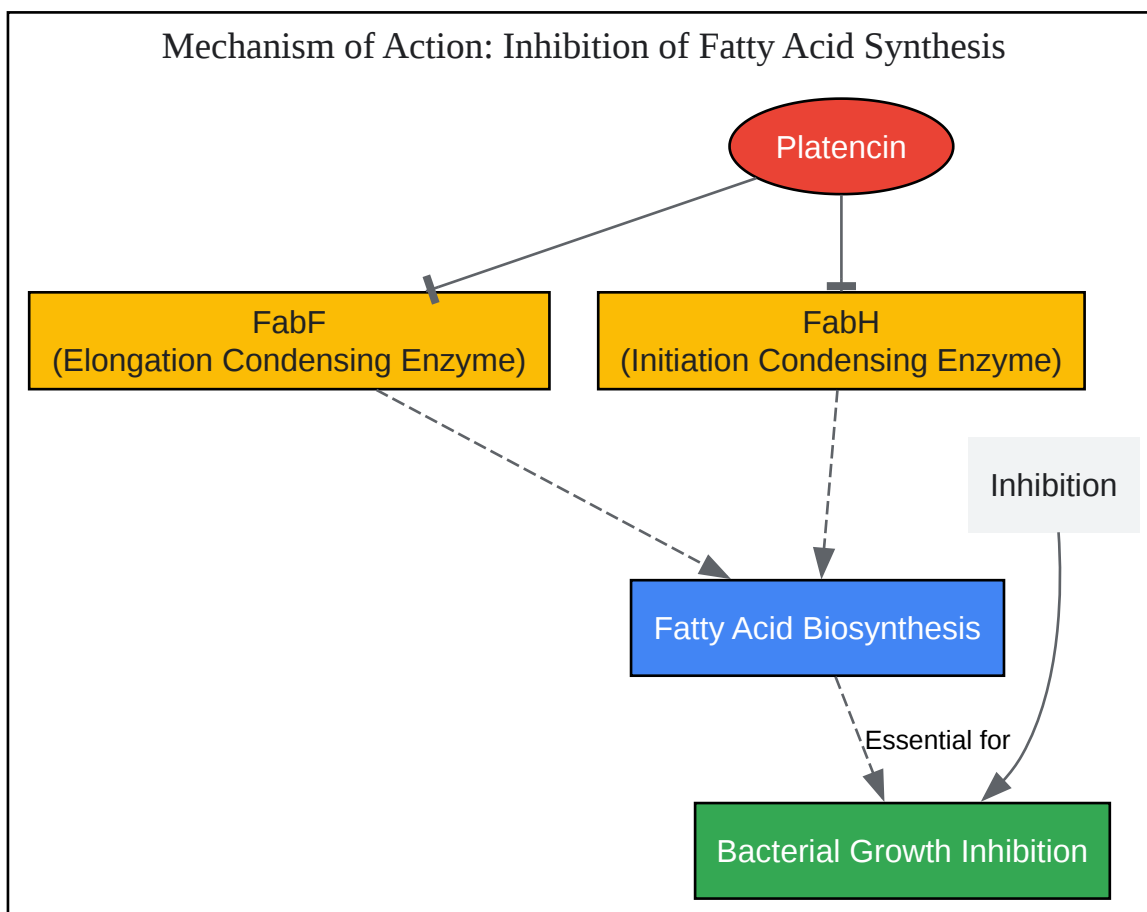 Mechanism of Action: Inhibition of Fatty Acid Synthesis
Platencin
FabF
(Elongation Condensing Enzyme)
FabH
(Initiation Condensing Enzyme)
Inhibition
Fatty Acid Biosynthesis
Essential for
Bacterial Growth Inhibition